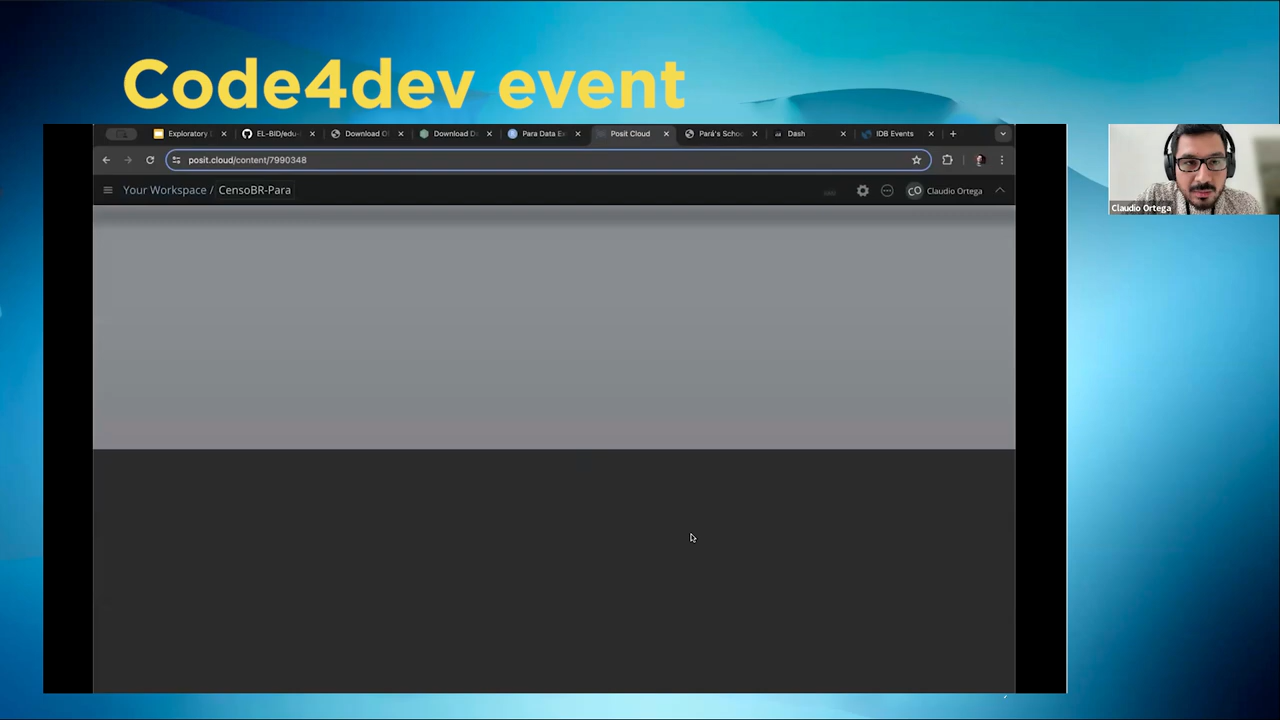 Code4dev event
Exploratory
EL-BID/edu-
Download O
Download D
Para Data Ex
Posit Cloud
Pará's Schoo
Dash
IDB Events
posit.cloud/content/7990348
Your Workspace / CensoBR-Para
CO Claudio Ortega
Claudio Ortega